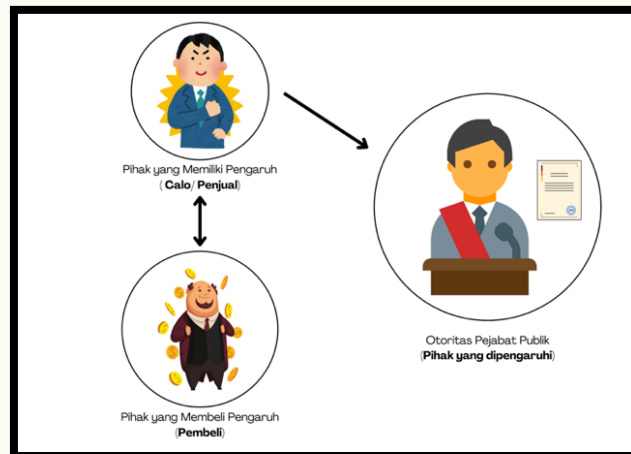 Pihak yang Memiliki Pengaruh
( Calo/ Penjual)
Pihak yang Membeli Pengaruh
(Pembeli)
Otoritas Pejabat Publik
(Pihak yang dipengaruhi)